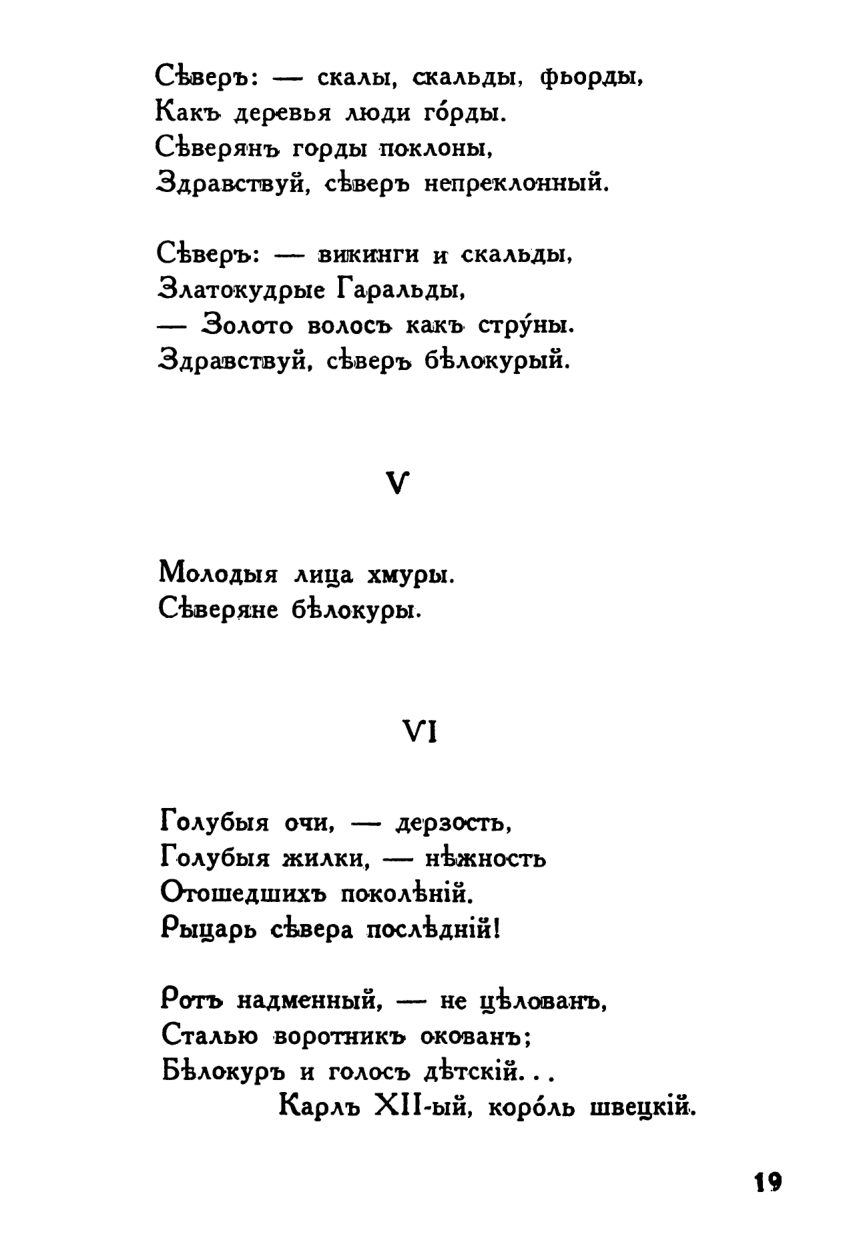 Сѣверъ: — скалы, скальды, фьорды,
Какъ деревья люди го́рды.
Сѣверянъ горды поклоны,
Здравствуй, сѣверъ непреклонный.
Сѣверъ: — викинги и скальды,
Златокудрые Гаральды,
— Золото волосъ какъ стру́ны.
Здравствуй, сѣверъ бѣлокурый.
V
Молодыя лица хмуры.
Сѣверяне бѣлокуры.
VI
Голубыя очи, — дерзость,
Голубыя жилки, — нѣжность
Отошедшихъ поколѣній.
Рыцарь сѣвера послѣдній!
Ротъ надменный, — не цѣлованъ,
Сталью воротникъ окованъ;
Бѣлокуръ и голосъ дѣтскій...
Карлъ XII-ый, коро́ль швецкій.
19